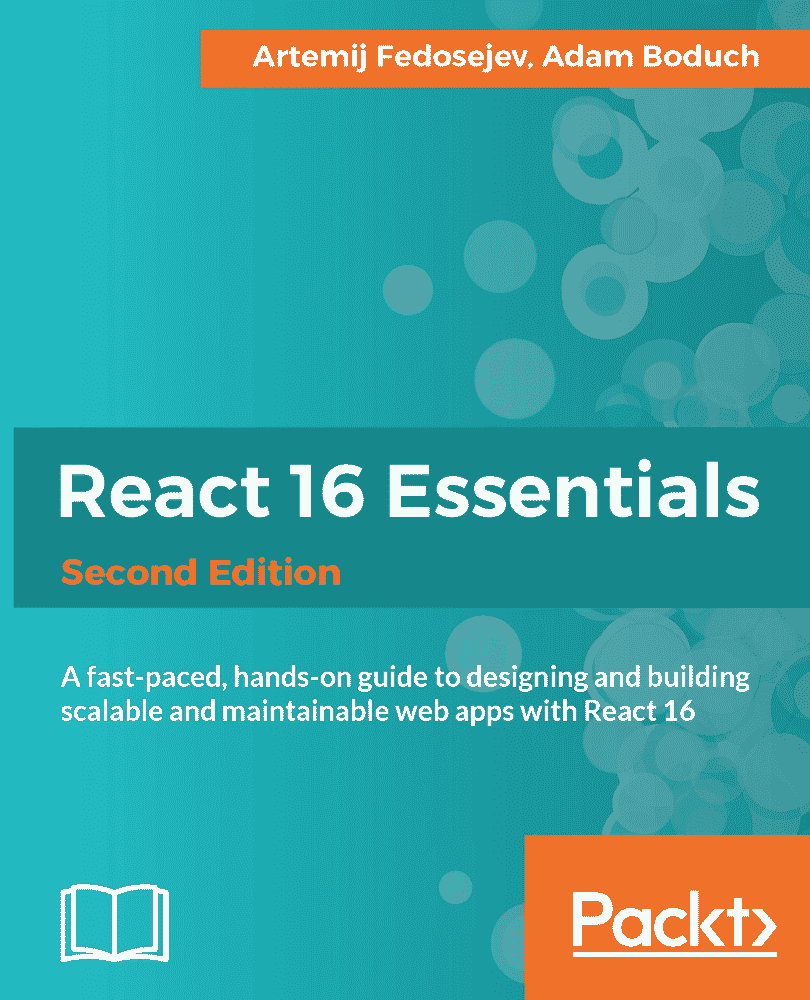 Artemij Fedosejev, Adam Boduch
React 16 Essentials
Second Edition
A fast-paced, hands-on guide to designing and building
scalable and maintainable web apps with React 16
Packt>